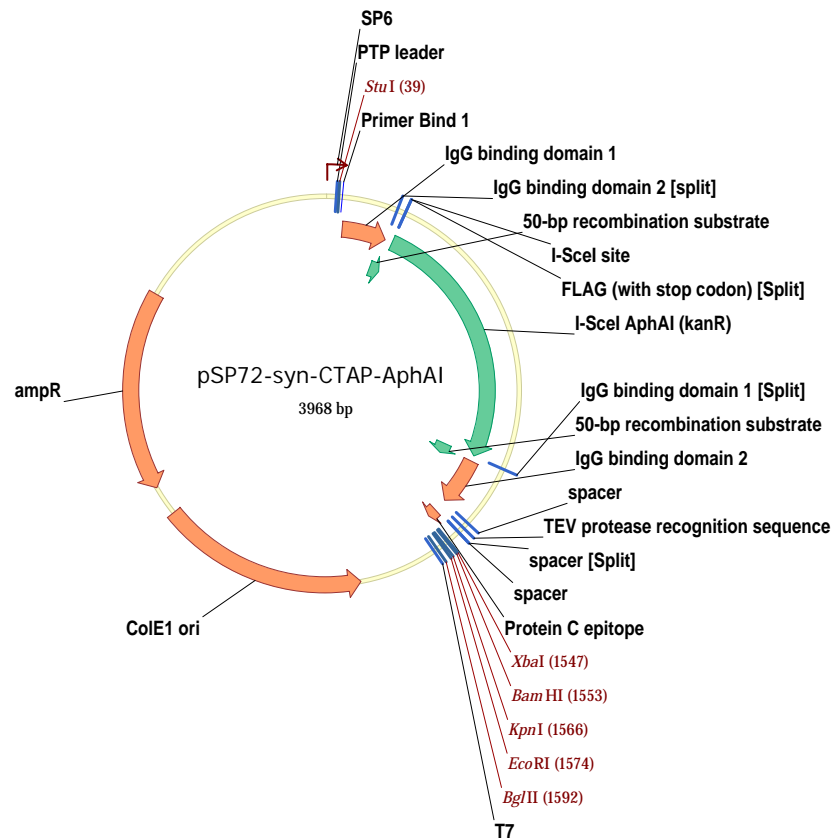 SP6
PTP leader
StuI (39)
Primer Bind 1
IgG binding domain 1
IgG binding domain 2 [split]
50-bp recombination substrate
I-SceI site
FLAG (with stop codon) [Split]
I-SceI AphAI (kanR)
pSP72-syn-CTAP-AphAI
3968 bp
ampR
IgG binding domain 1 [Split]
50-bp recombination substrate
IgG binding domain 2
spacer
TEV protease recognition sequence
spacer [Split]
spacer
ColE1 ori
Protein C epitope
XbaI (1547)
BamHI (1553)
KpnI (1566)
EcoRI (1574)
BglII (1592)
T7